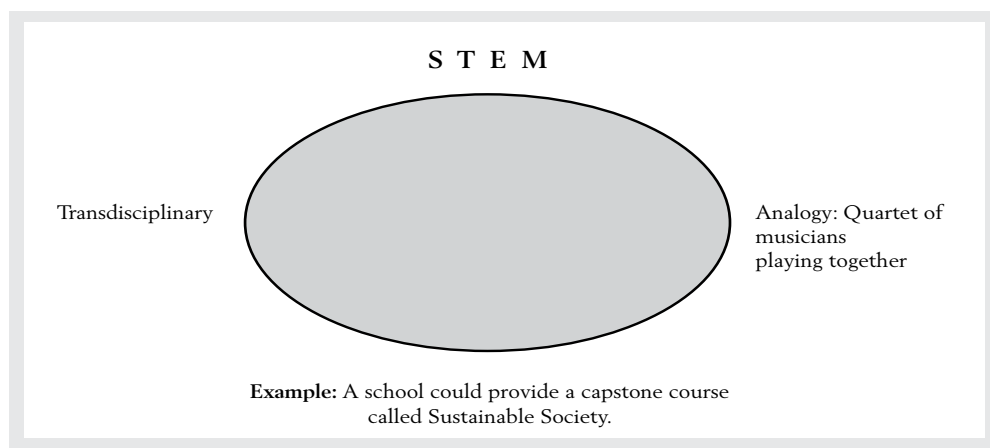 S T E M
Transdisciplinary
Analogy: Quartet of
musicians
playing together
Example: A school could provide a capstone course
called Sustainable Society.